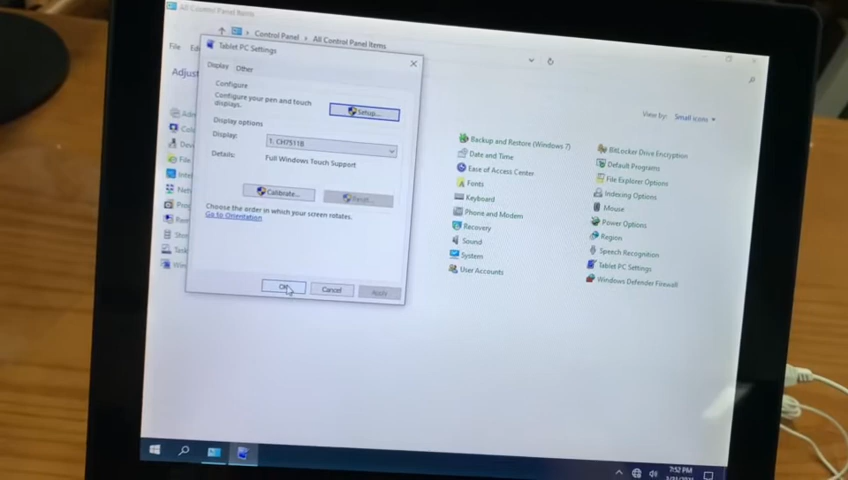 All Control Panel Items
Control Panel > All Control Panel Items
File
Tablet PC Settings
Display Other
Configure
Configure your pen and touch
displays.
Setup...
Display options
Display:
1. CH7511B
Details:
Full Windows Touch Support
Calibrate...
Reset...
Choose the order in which your screen rotates.
Go to Orientation
OK
Cancel
Apply
Adjust
View by:
Small icons
Backup and Restore (Windows 7)
Date and Time
Ease of Access Center
Fonts
Keyboard
Phone and Modem
Recovery
Sound
System
User Accounts
BitLocker Drive Encryption
Default Programs
File Explorer Options
Indexing Options
Mouse
Power Options
Region
Speech Recognition
Tablet PC Settings
Windows Defender Firewall
7:52 PM